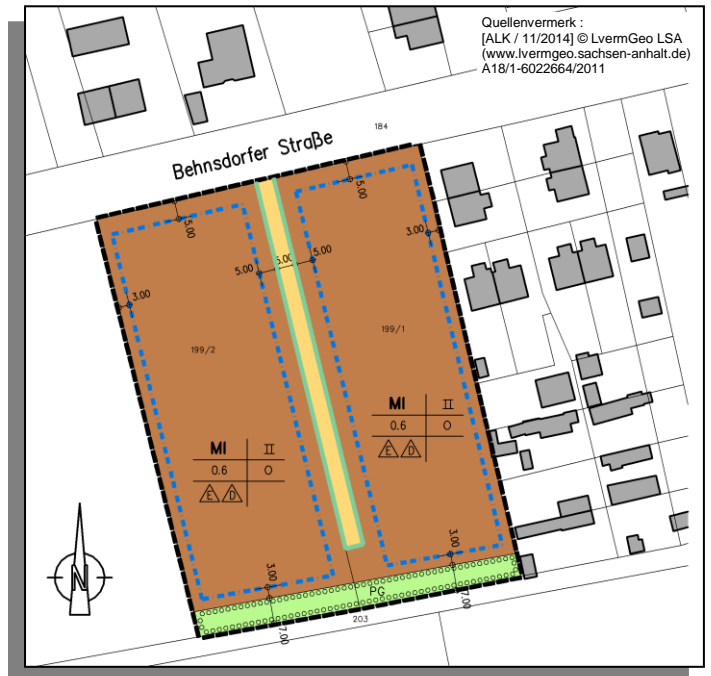 Quellenvermerk :
[ALK / 11/2014] © LvermGeo LSA
(www.lvermgeo.sachsen-anhalt.de)
A18/1-6022664/2011
184
Behnsdorfer Straße
5.00
5.00
3.00
5.00 5.00 5.00
3.00
199/2
199/1
MI II
0.6 O
E D
MI II
0.6 O
E D
N
3.00
3.00
PG
7.00
7.00
203